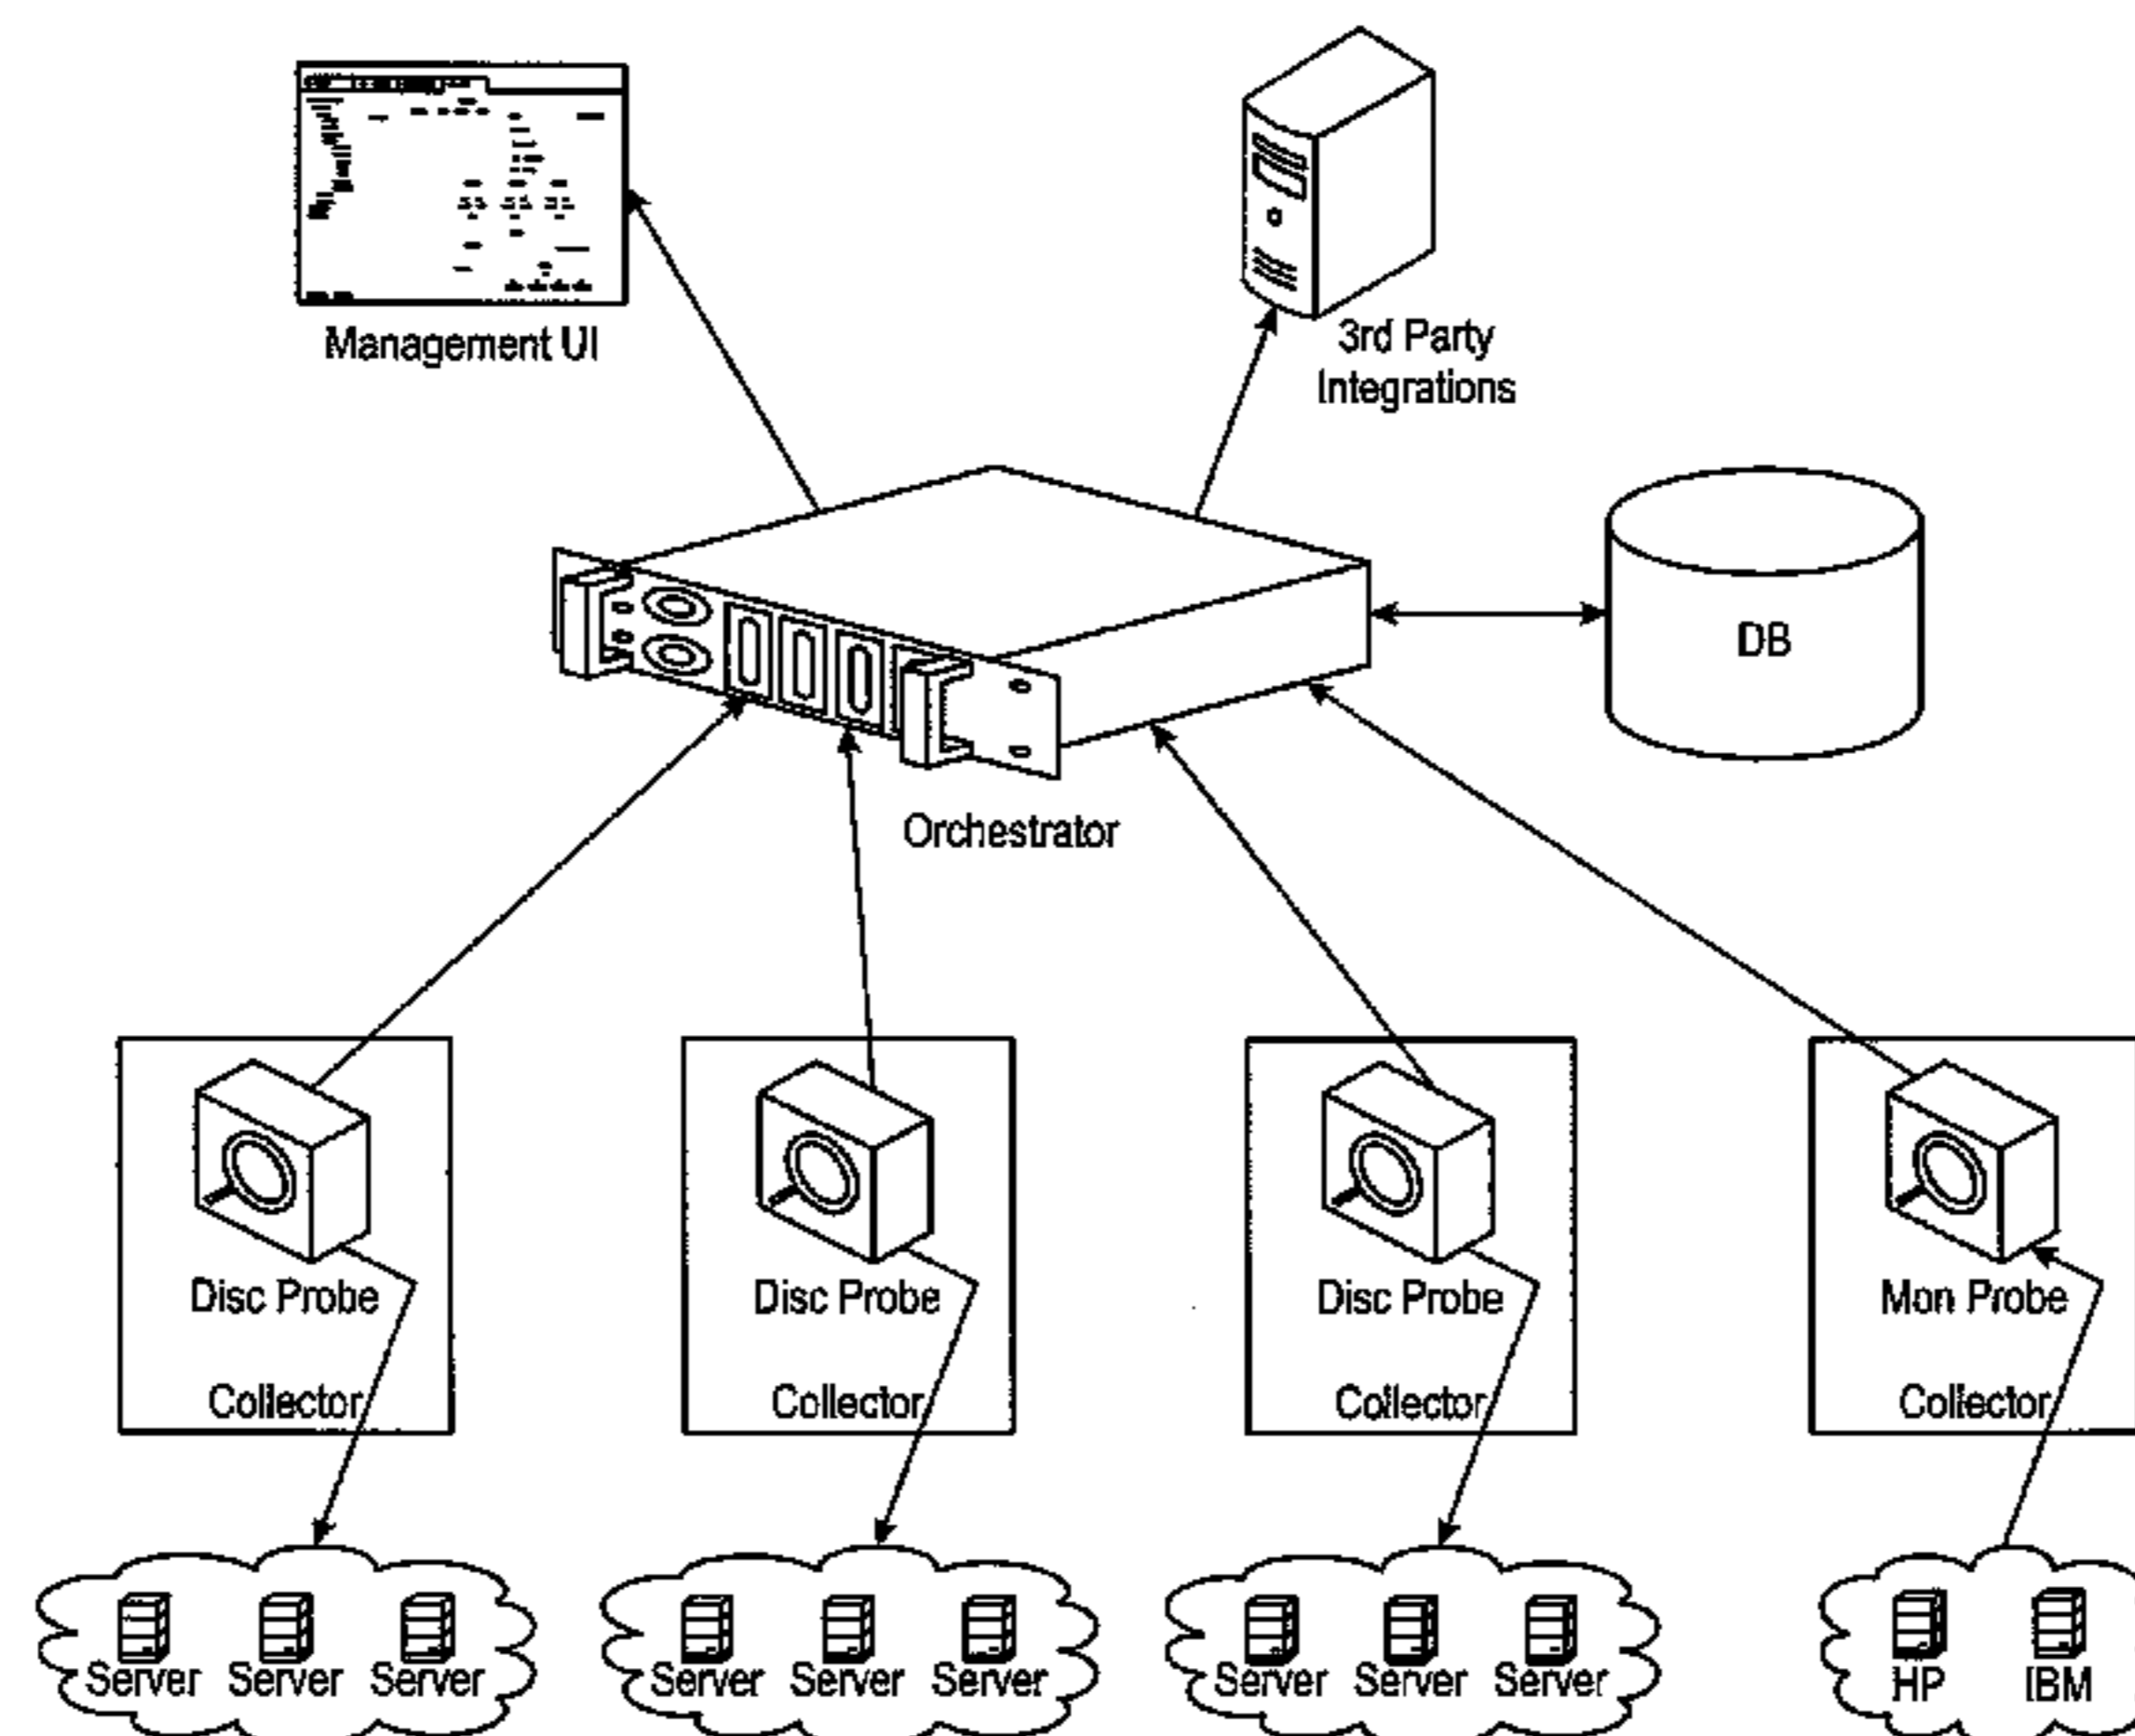 Management UI
3rd Party
Integrations
DB
Orchestrator
Disc Probe
Disc Probe
Disc Probe
Mon Probe
Collector
Collector
Collector
Collector
Server Server Server
Server Server Server
Server Server Server
HP IBM